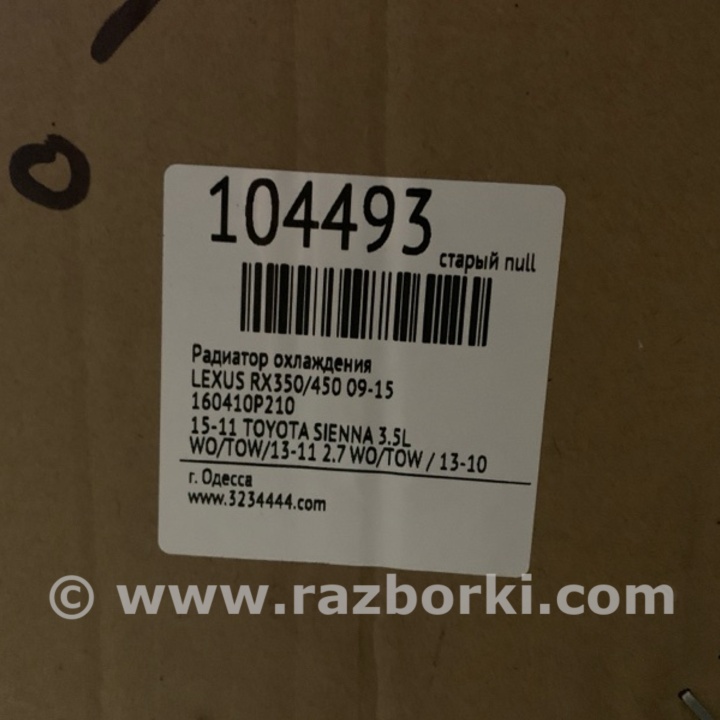 104493
старый null
Радиатор охлаждения
LEXUS RX350/450 09-15
160410P210
15-11 TOYOTA SIENNA 3.5L
WO/TOW/13-11 2.7 WO/TOW / 13-10
г. Одесса
www.3234444.com
© www.razborki.com